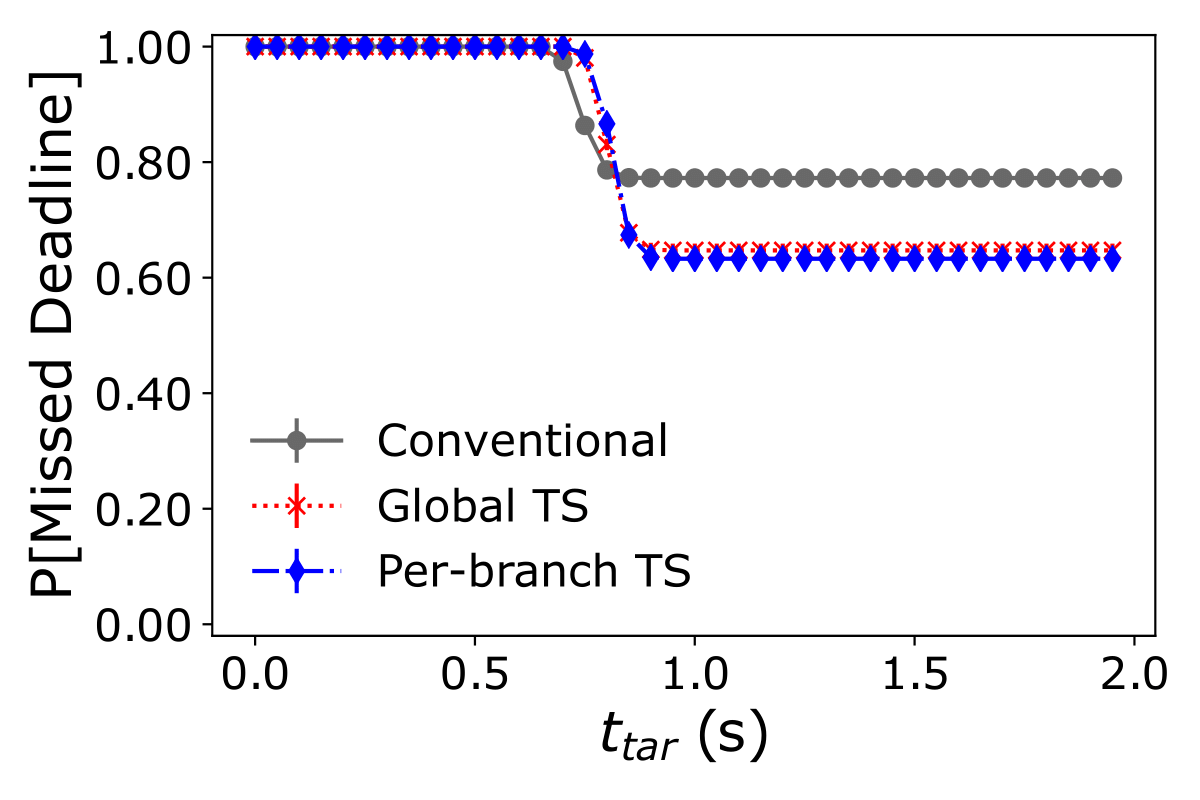 P[Missed Deadline]
1.00
0.80
0.60
0.40
0.20
0.00
Conventional
Global TS
Per-branch TS
0.0 0.5 1.0 1.5 2.0
t_tar (s)